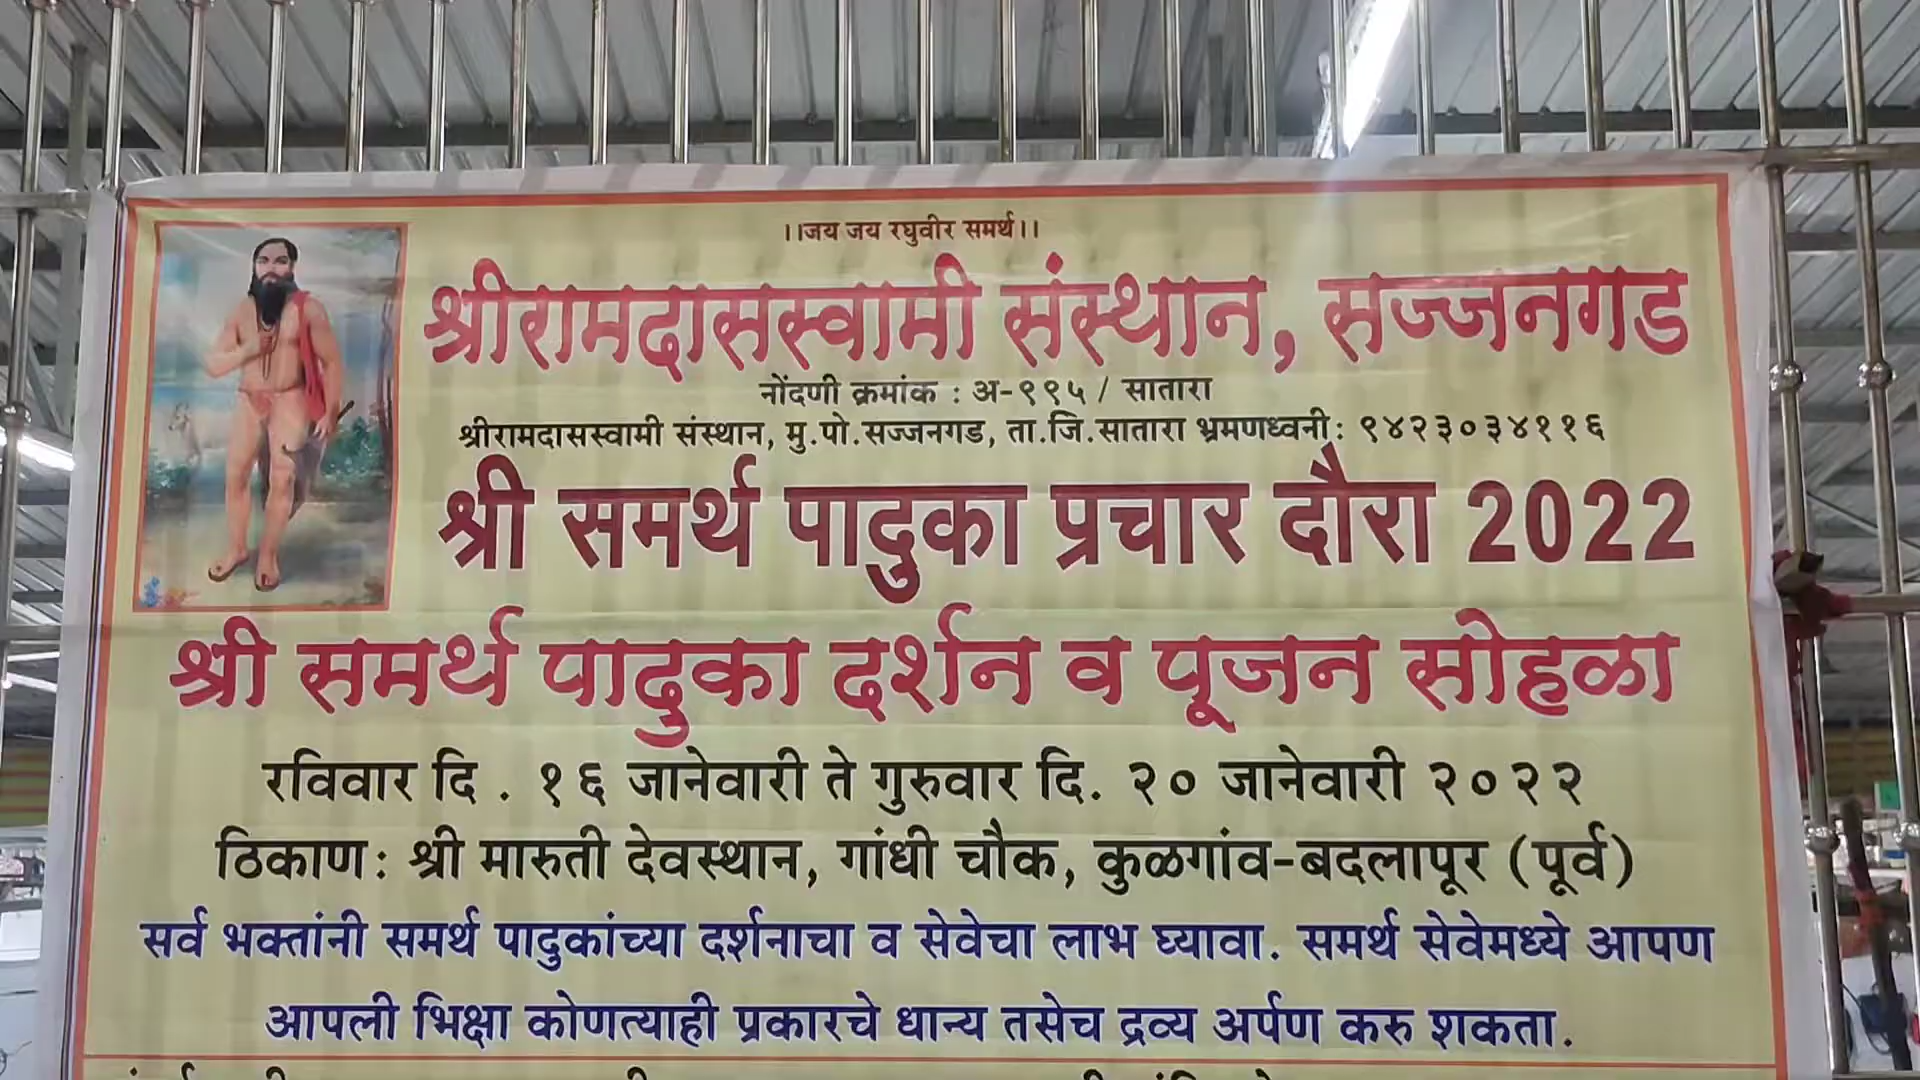 ।।जय जय रघुवीर समर्थ।।
श्रीरामदासस्वामी संस्थान, सज्जनगड
नोंदणी क्रमांक : अ-९९५ / सातारा
श्रीरामदासस्वामी संस्थान, मु.पो.सज्जनगड, ता.जि.सातारा भ्रमणध्वनी: ९४२३०३४११६
श्री समर्थ पादुका प्रचार दौरा 2022
श्री समर्थ पादुका दर्शन व पूजन सोहळा
रविवार दि . १६ जानेवारी ते गुरुवार दि. २० जानेवारी २०२२
ठिकाण: श्री मारुती देवस्थान, गांधी चौक, कुळगांव-बदलापूर (पूर्व)
सर्व भक्तांनी समर्थ पादुकांच्या दर्शनाचा व सेवेचा लाभ घ्यावा. समर्थ सेवेमध्ये आपण
आपली भिक्षा कोणत्याही प्रकारचे धान्य तसेच द्रव्य अर्पण करु शकता.